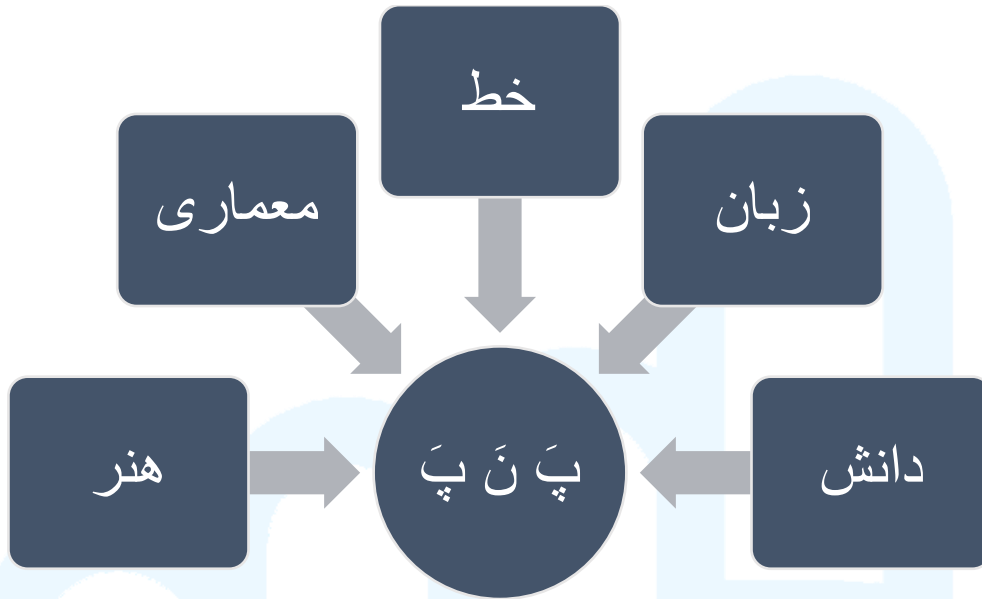 خط
زبان
معماری
دانش
پَ نَ پَ
هنر